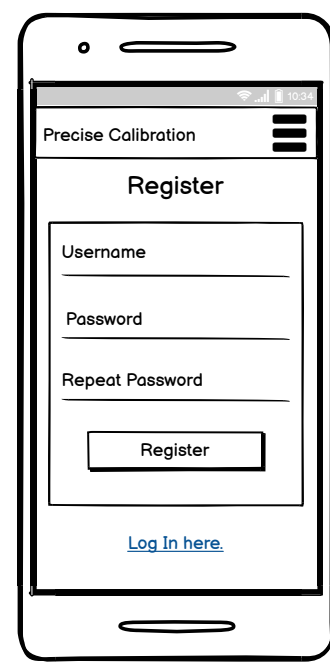 10:34
Precise Calibration
Register
Username
Password
Repeat Password
Register
Log In here.